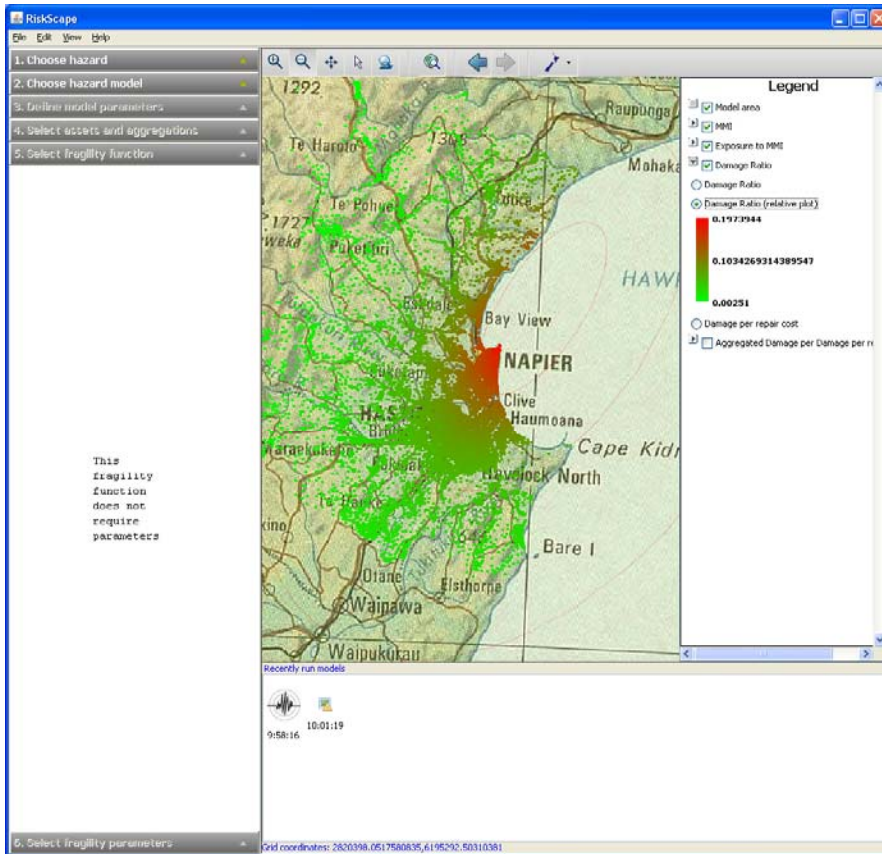 RiskScape
File Edit View Help
1. Choose hazard
2. Choose hazard model
3. Define model parameters
4. Select assets and aggregations
5. Select fragility function
This
fragility
function
does not
require
parameters
6. Select fragility parameters
1292
Raupunga
Te Haroto
1308
Mohaka
Te Pohue
1727
Bay View
NAPIER
HAS
Clive
Haumoana
Cape Kidn
Havelock North
Bare I
Otane
Elsthorpe
Waipawa
Waipukurau
HAWK
Legend
Model area
MMI
Exposure to MMI
Damage Ratio
Damage Ratio
Damage Ratio (relative plot)
0.1973944
0.1034269314389547
0.00251
Damage per repair cost
Aggregated Damage per Damage per re
Recently run models
9:58:16
10:01:19
Grid coordinates: 2820398.0517580835,6195292.50310381